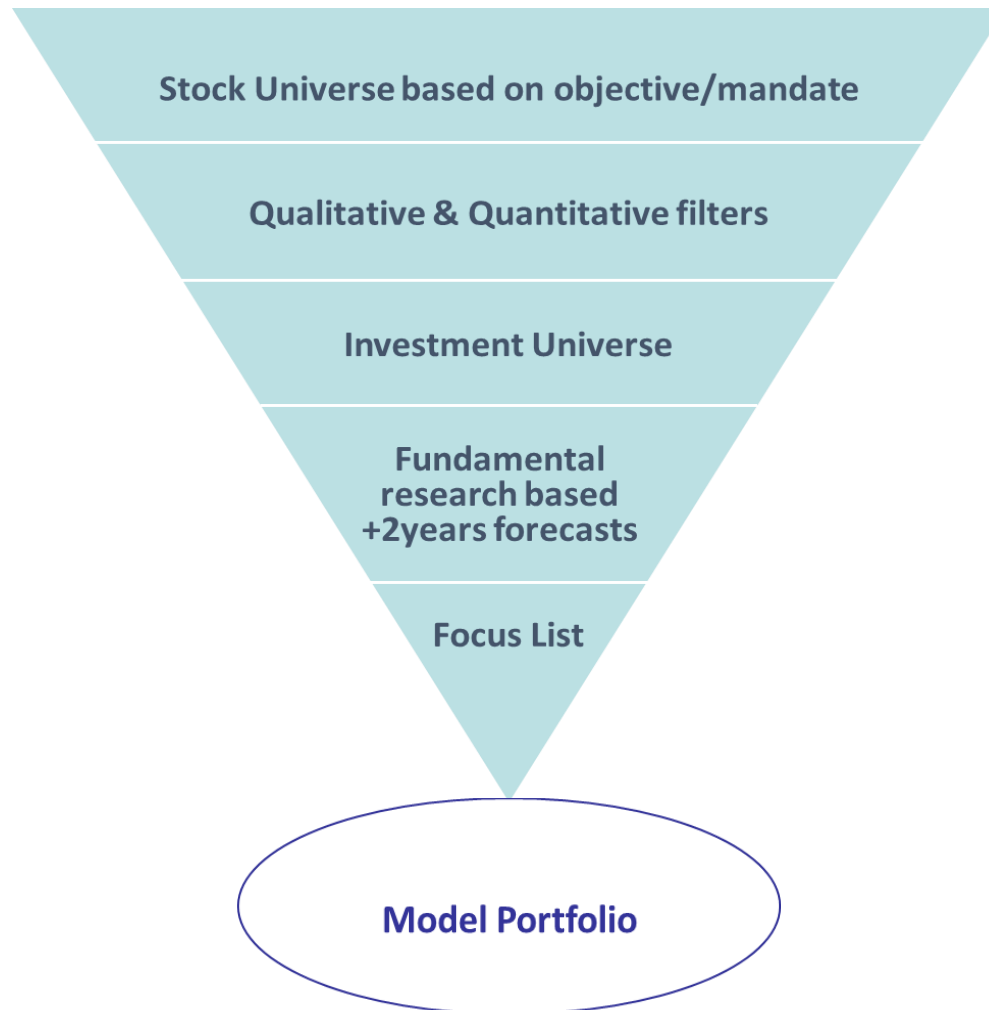 Stock Universe based on objective/mandate
Qualitative & Quantitative filters
Investment Universe
Fundamental
research based
+2years forecasts
Focus List
Model Portfolio